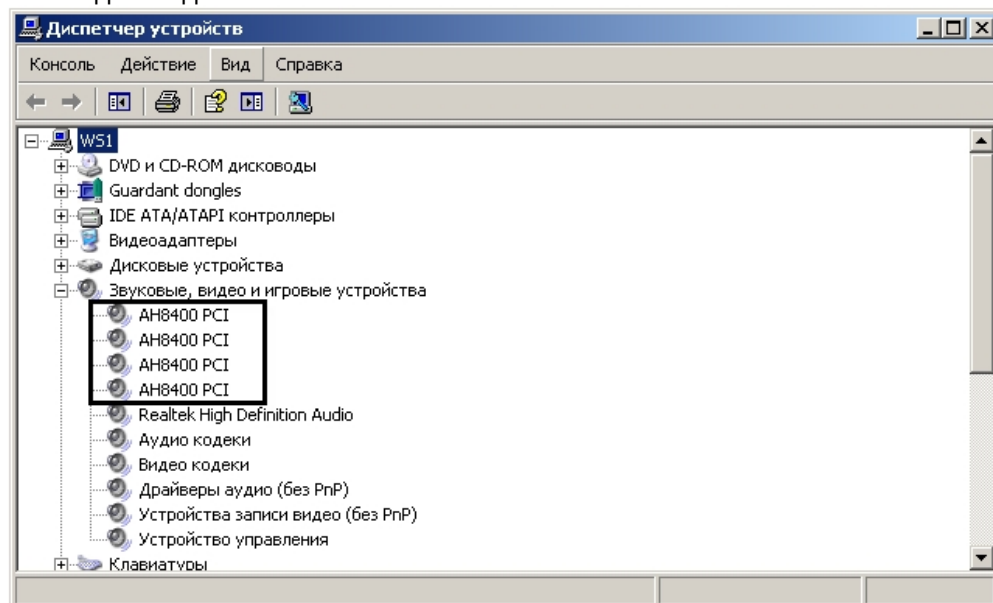 Диспетчер устройств
Консоль Действие Вид Справка
WS1
DVD и CD-ROM дисководы
Guardant dongles
IDE ATA/ATAPI контроллеры
Видеоадаптеры
Дисковые устройства
Звуковые, видео и игровые устройства
AH8400 PCI
AH8400 PCI
AH8400 PCI
AH8400 PCI
Realtek High Definition Audio
Аудио кодеки
Видео кодеки
Драйверы аудио (без PnP)
Устройства записи видео (без PnP)
Устройство управления
Клавиатуры